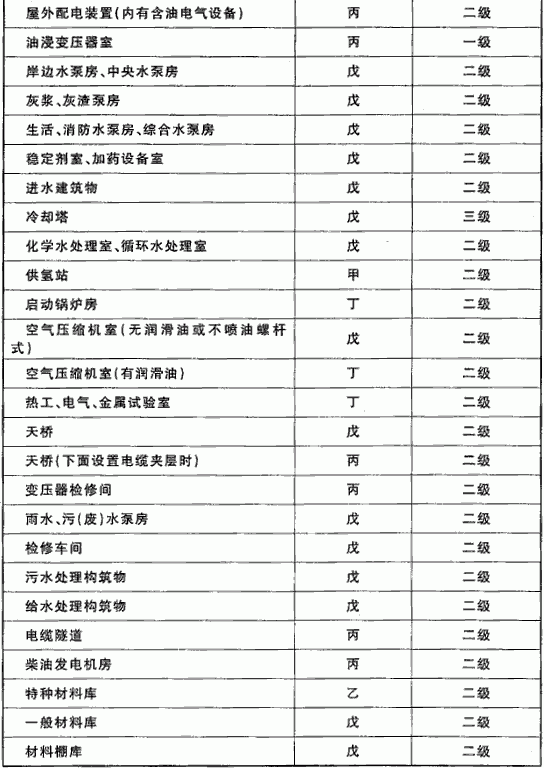 屋外配电装置(内有含油电气设备) 丙 二级
油浸变压器室 丙 一级
岸边水泵房、中央水泵房 戊 二级
灰浆、灰渣泵房 戊 二级
生活、消防水泵房、综合水泵房 戊 二级
稳定剂室、加药设备室 戊 二级
进水建筑物 戊 二级
冷却塔 戊 三级
化学水处理室、循环水处理室 戊 二级
供氢站 甲 二级
启动锅炉房 丁 二级
空气压缩机室(无润滑油或不喷油螺杆
式) 戊 二级
空气压缩机室(有润滑油) 丁 二级
热工、电气、金属试验室 丁 二级
天桥 戊 二级
天桥(下面设置电缆夹层时) 丙 二级
变压器检修间 丙 二级
雨水、污(废)水泵房 戊 二级
检修车间 戊 二级
污水处理构筑物 戊 二级
给水处理构筑物 戊 二级
电缆隧道 丙 二级
柴油发电机房 丙 二级
特种材料库 乙 二级
一般材料库 戊 二级
材料棚库 戊 二级